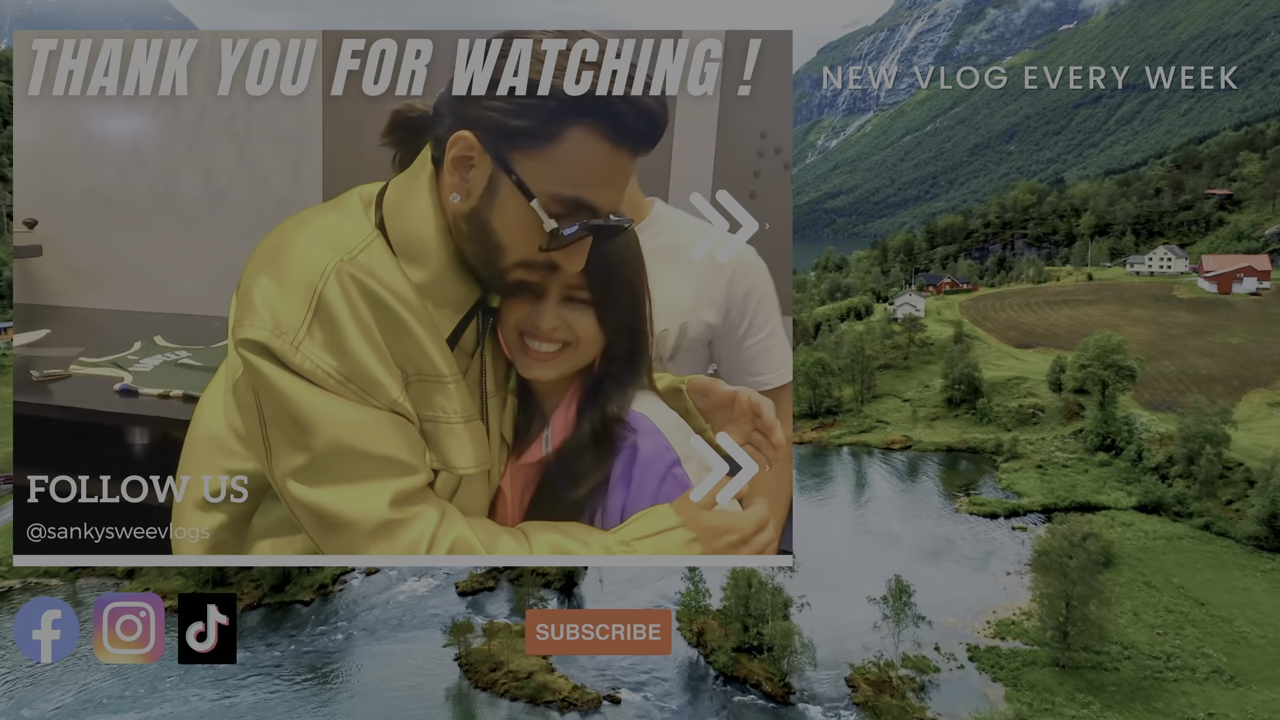 THANK YOU FOR WATCHING !
NEW VLOG EVERY WEEK
FOLLOW US
@sankysweevlogs
SUBSCRIBE